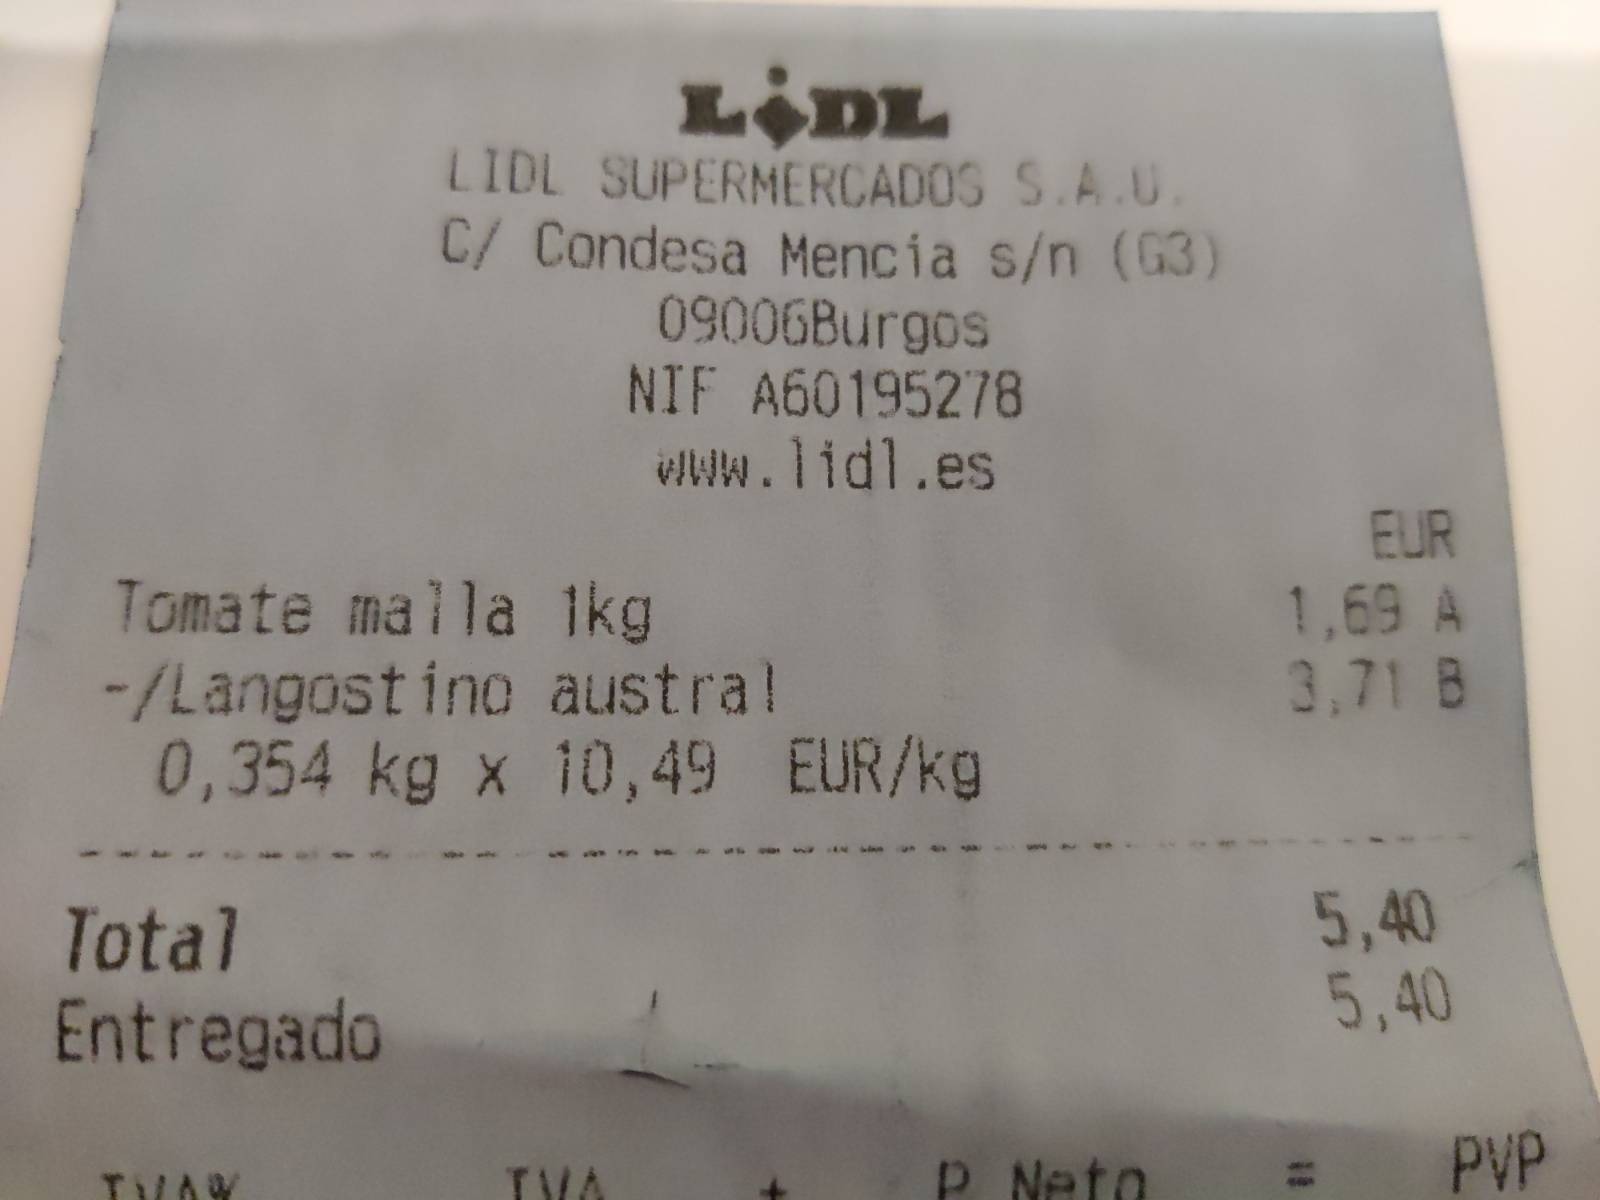 LIDL
LIDL SUPERMERCADOS S.A.U.
C/ Condesa Mencía s/n (G3)
09006Burgos
NIF A60195278
www.lidl.es
EUR
Tomate malla 1kg 1,69 A
-/Langostino austral 3,71 B
0,354 kg x 10,49 EUR/kg
Total 5,40
Entregado 5,40
IVA% IVA + P Neto = PVP